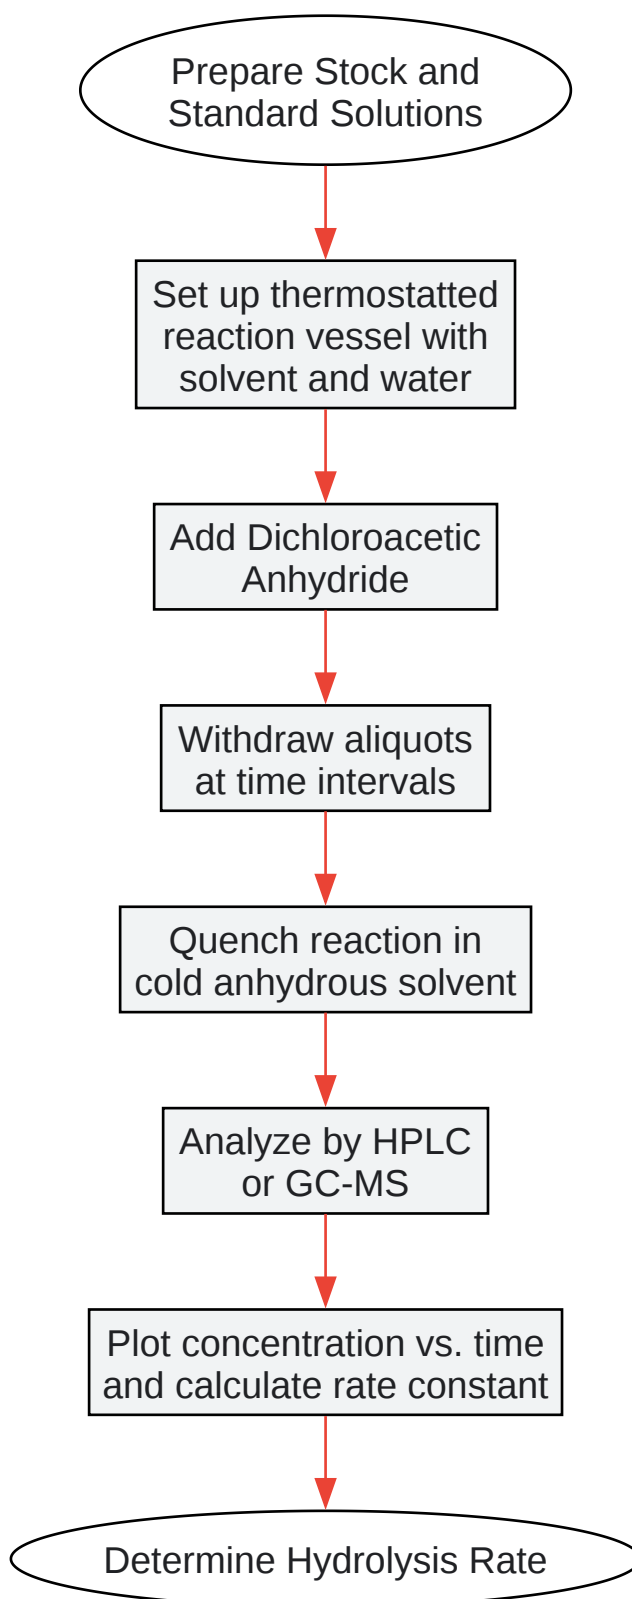 Prepare Stock and
Standard Solutions
Set up thermostatted
reaction vessel with
solvent and water
Add Dichloroacetic
Anhydride
Withdraw aliquots
at time intervals
Quench reaction in
cold anhydrous solvent
Analyze by HPLC
or GC-MS
Plot concentration vs. time
and calculate rate constant
Determine Hydrolysis Rate